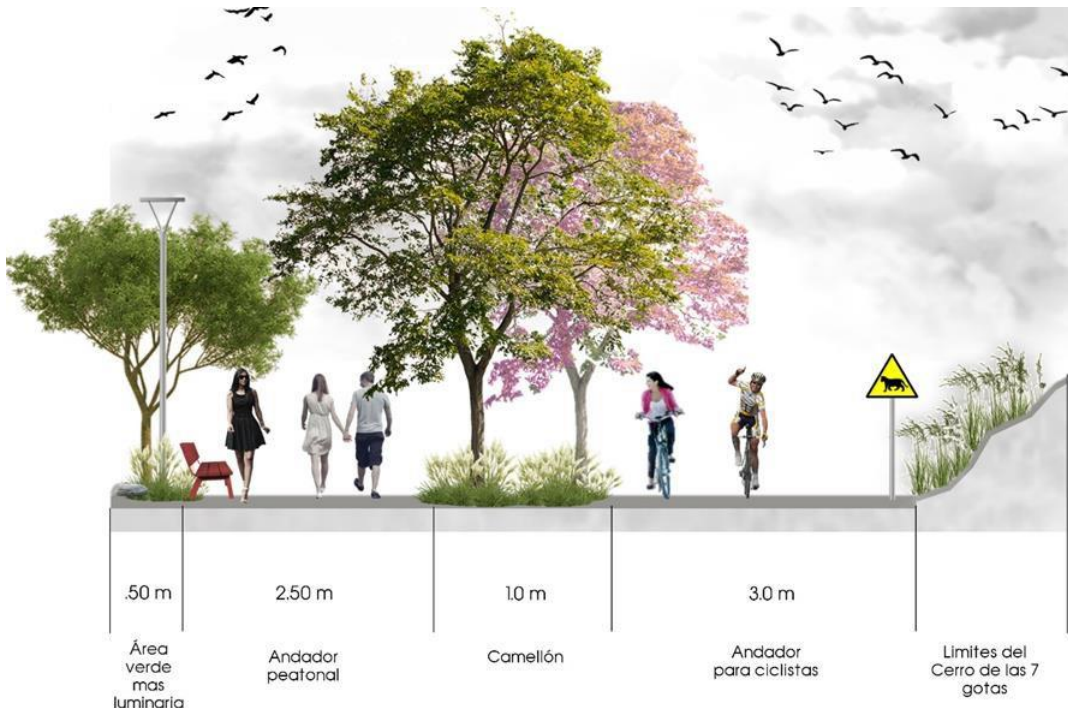 .50 m
2.50 m
1.0 m
3.0 m
Área
verde
mas
luminaria
Andador
peatonal
Camellón
Andador
para ciclistas
Limites del
Cerro de las 7
gotas